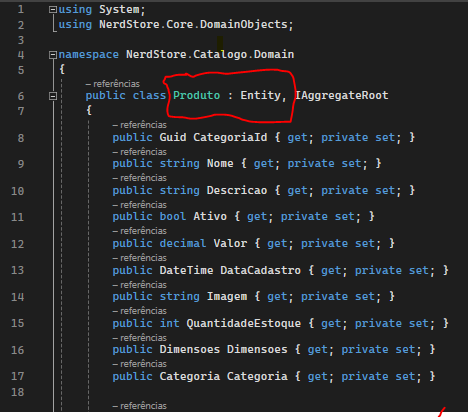 1 using System;
2 using NerdStore.Core.DomainObjects;
3
4 namespace NerdStore.Catalogo.Domain
5 {
– referências
6 public class Produto : Entity, IAggregateRoot
7 {
– referências
8 public Guid CategoriaId { get; private set; }
– referências
9 public string Nome { get; private set; }
– referências
10 public string Descricao { get; private set; }
– referências
11 public bool Ativo { get; private set; }
– referências
12 public decimal Valor { get; private set; }
– referências
13 public DateTime DataCadastro { get; private set; }
– referências
14 public string Imagem { get; private set; }
– referências
15 public int QuantidadeEstoque { get; private set; }
– referências
16 public Dimensoes Dimensoes { get; private set; }
– referências
17 public Categoria Categoria { get; private set; }
18
– referências